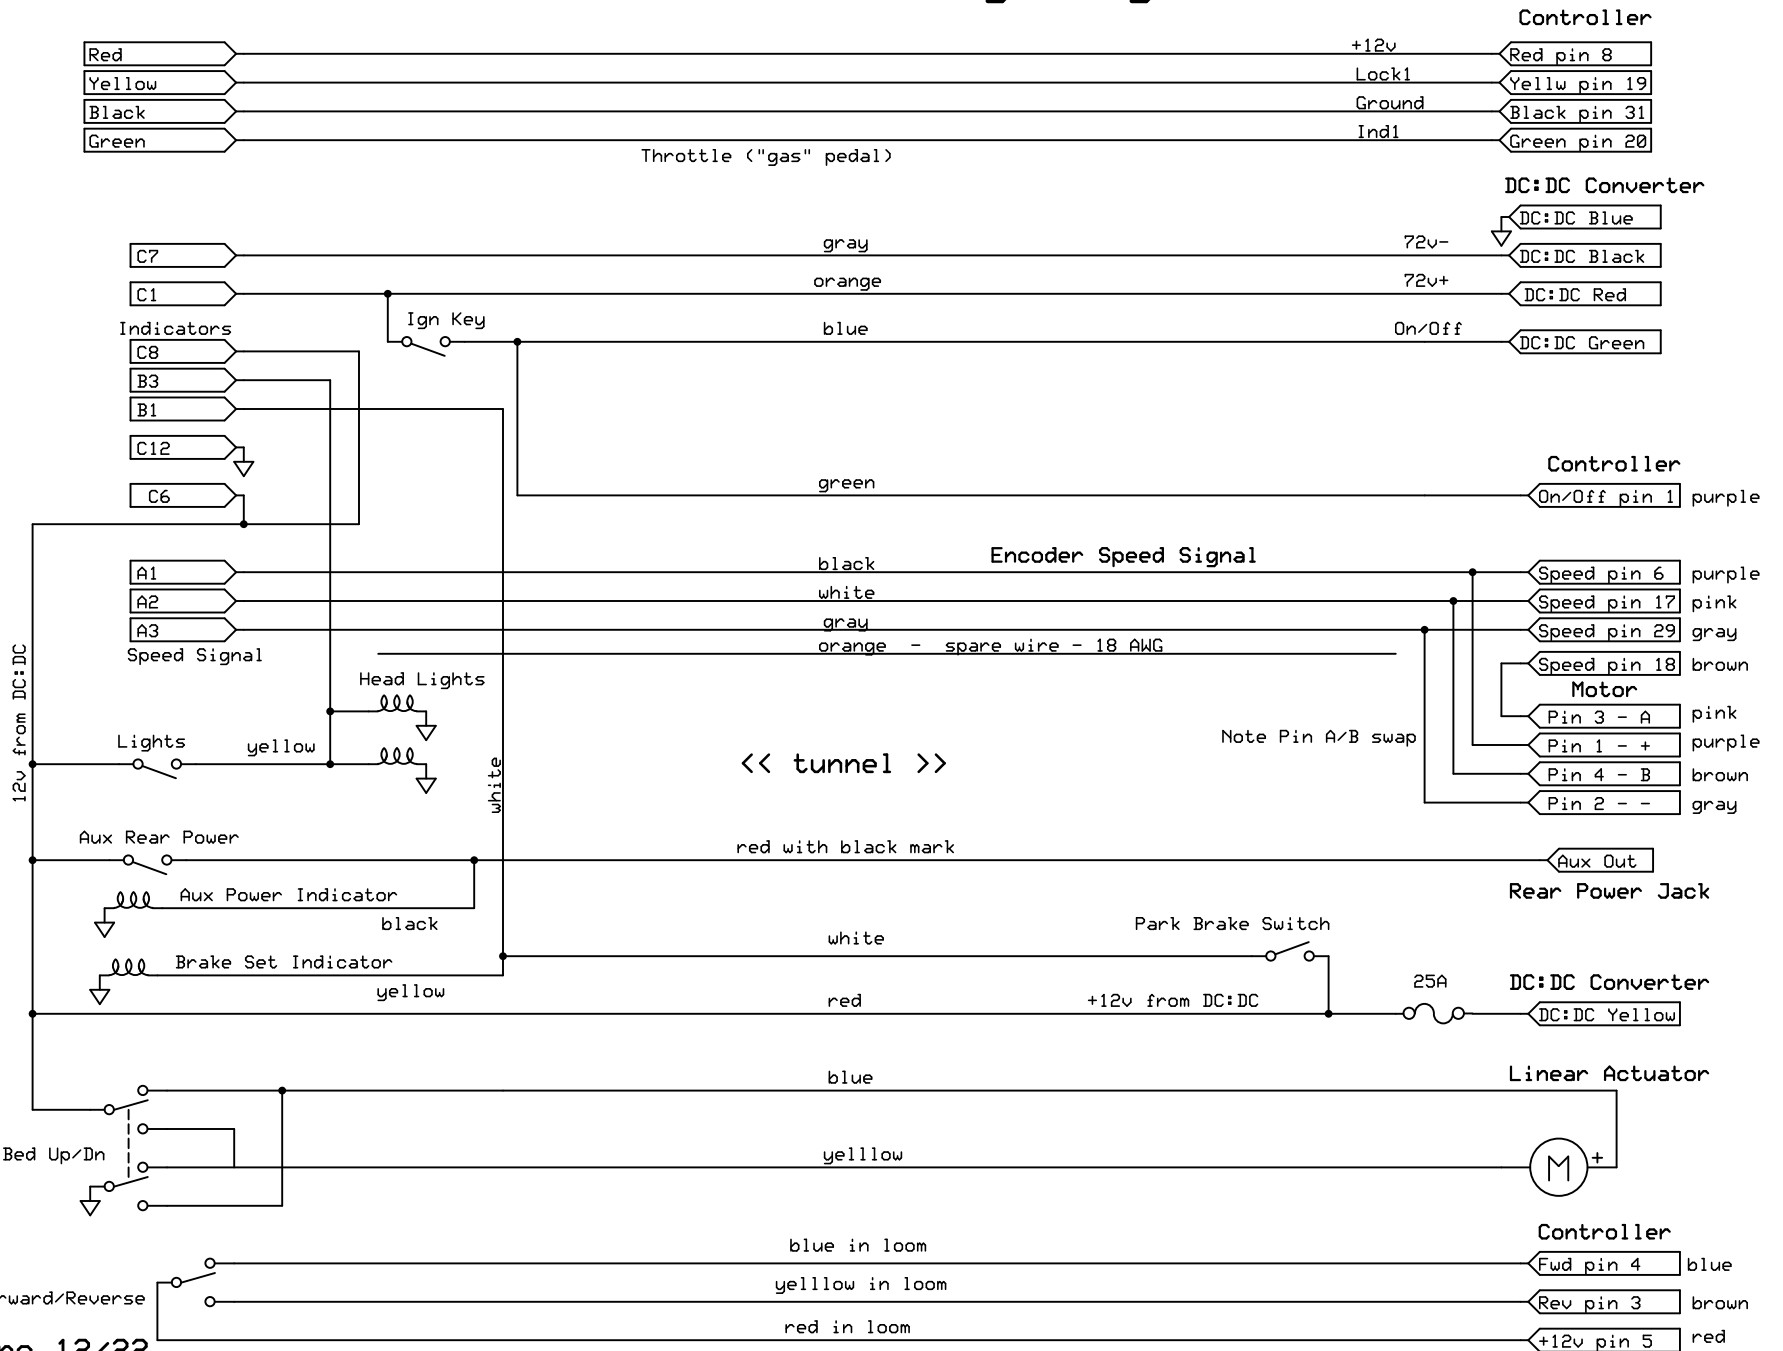 Controller
Red +12v Red pin 8
Yellow Lock1 Yellw pin 19
Black Ground Black pin 31
Green Ind1 Green pin 20
Throttle ("gas" pedal)
DC:DC Converter
DC:DC Blue
C7 gray 72v- DC:DC Black
C1 orange 72v+ DC:DC Red
Indicators Ign Key blue On/Off DC:DC Green
C8
B3
B1
C12
Controller
C6 green On/Off pin 1 purple
Encoder Speed Signal
A1 black Speed pin 6 purple
A2 white Speed pin 17 pink
A3 gray Speed pin 29 gray
Speed Signal orange - spare wire - 18 AWG Speed pin 18 brown
12v from DC:DC
Head Lights
Motor
Pin 3 - A pink
Lights yellow Note Pin A/B swap Pin 1 - + purple
<< tunnel >> Pin 4 - B brown
white
Pin 2 - - gray
Aux Rear Power red with black mark Aux Out
Aux Power Indicator Rear Power Jack
black
white Park Brake Switch
Brake Set Indicator
yellow
25A DC:DC Converter
red +12v from DC:DC DC:DC Yellow
blue Linear Actuator
Bed Up/Dn yelllow M +
Controller
blue in loom Fwd pin 4 blue
rward/Reverse yelllow in loom Rev pin 3 brown
red in loom +12v pin 5 red
12/22